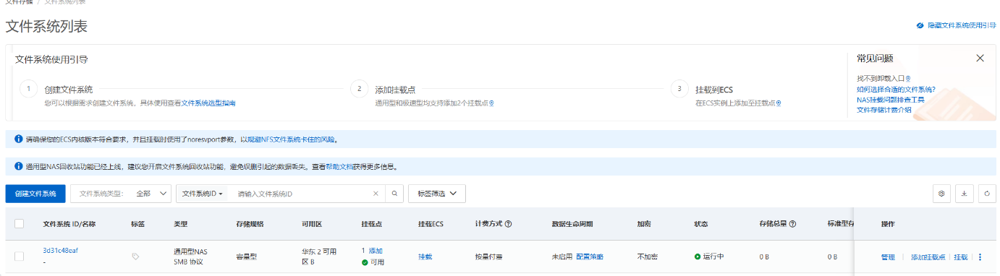 文件存储 / 文件系统列表
文件系统列表
隐藏文件系统使用引导
文件系统使用引导
1 创建文件系统
您可以根据需求创建文件系统，具体使用查看文件系统选型指南
2 添加挂载点
通用型和极速型均支持添加2个挂载点
3 挂载到ECS
在ECS实例上添加至挂载点
常见问题
找不到卸载入口
如何选择合适的文件系统?
NAS挂载问题排查工具
文件存储计费介绍
请确保您的ECS内核版本符合要求，并且挂载时使用了noresvport参数，以规避NFS文件系统卡住的风险。
通用型NAS回收站功能已经上线，建议您开启文件系统回收站功能，避免误删引起的数据丢失。查看帮助文档获得更多信息。
创建文件系统 文件系统类型: 全部 文件系统ID 请输入文件系统ID 标签筛选
文件系统 ID/名称 标签 类型 存储规格 可用区 挂载点 挂载ECS 计费方式 数据生命周期 加密 状态 存储总量 标准型存 操作
3d31c48eaf
-
通用型NAS
SMB 协议
容量型
华东 2 可用
区 B
1 添加
可用
挂载
按量付费
未启用 配置策略
不加密
运行中
0 B
0 B
管理 添加挂载点 挂载